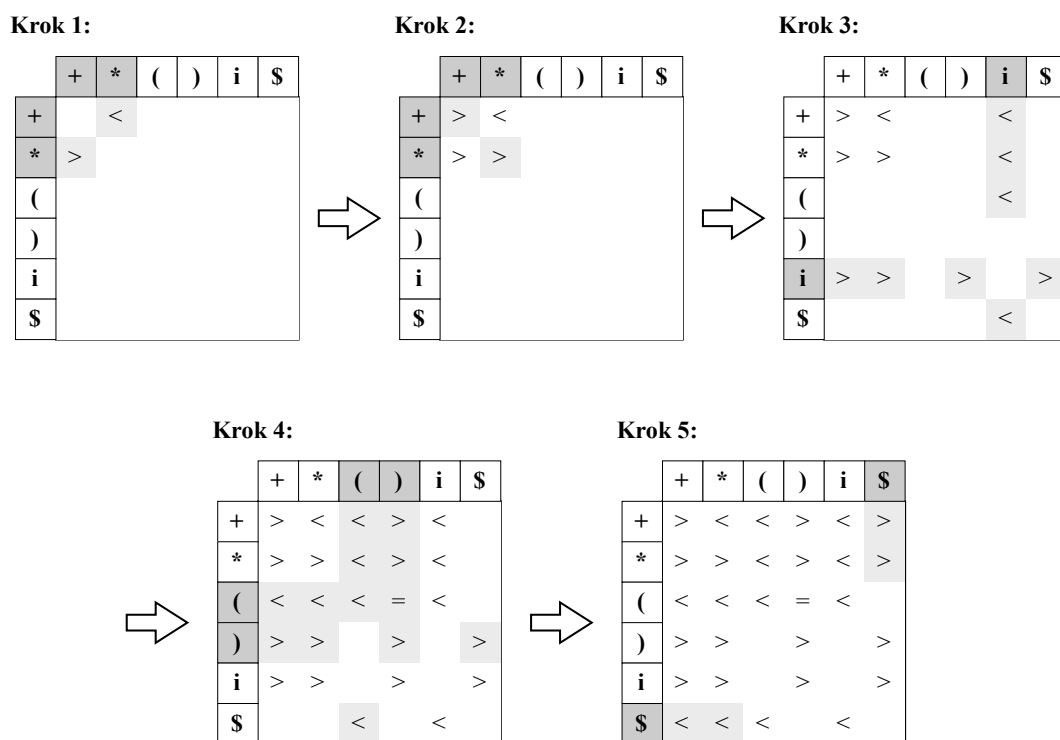 Krok 1:
+ * ( ) i $
+ <
* >
(
)
i
$
Krok 2:
+ * ( ) i $
+ > <
* > >
(
)
i
$
Krok 3:
+ * ( ) i $
+ > < <
* > > <
( <
)
i > > > >
$ <
Krok 4:
+ * ( ) i $
+ > < < > <
* > > < > <
( < < < = <
) > > > >
i > > > >
$ < <
Krok 5:
+ * ( ) i $
+ > < < > < >
* > > < > < >
( < < < = <
) > > > >
i > > > >
$ < < < <